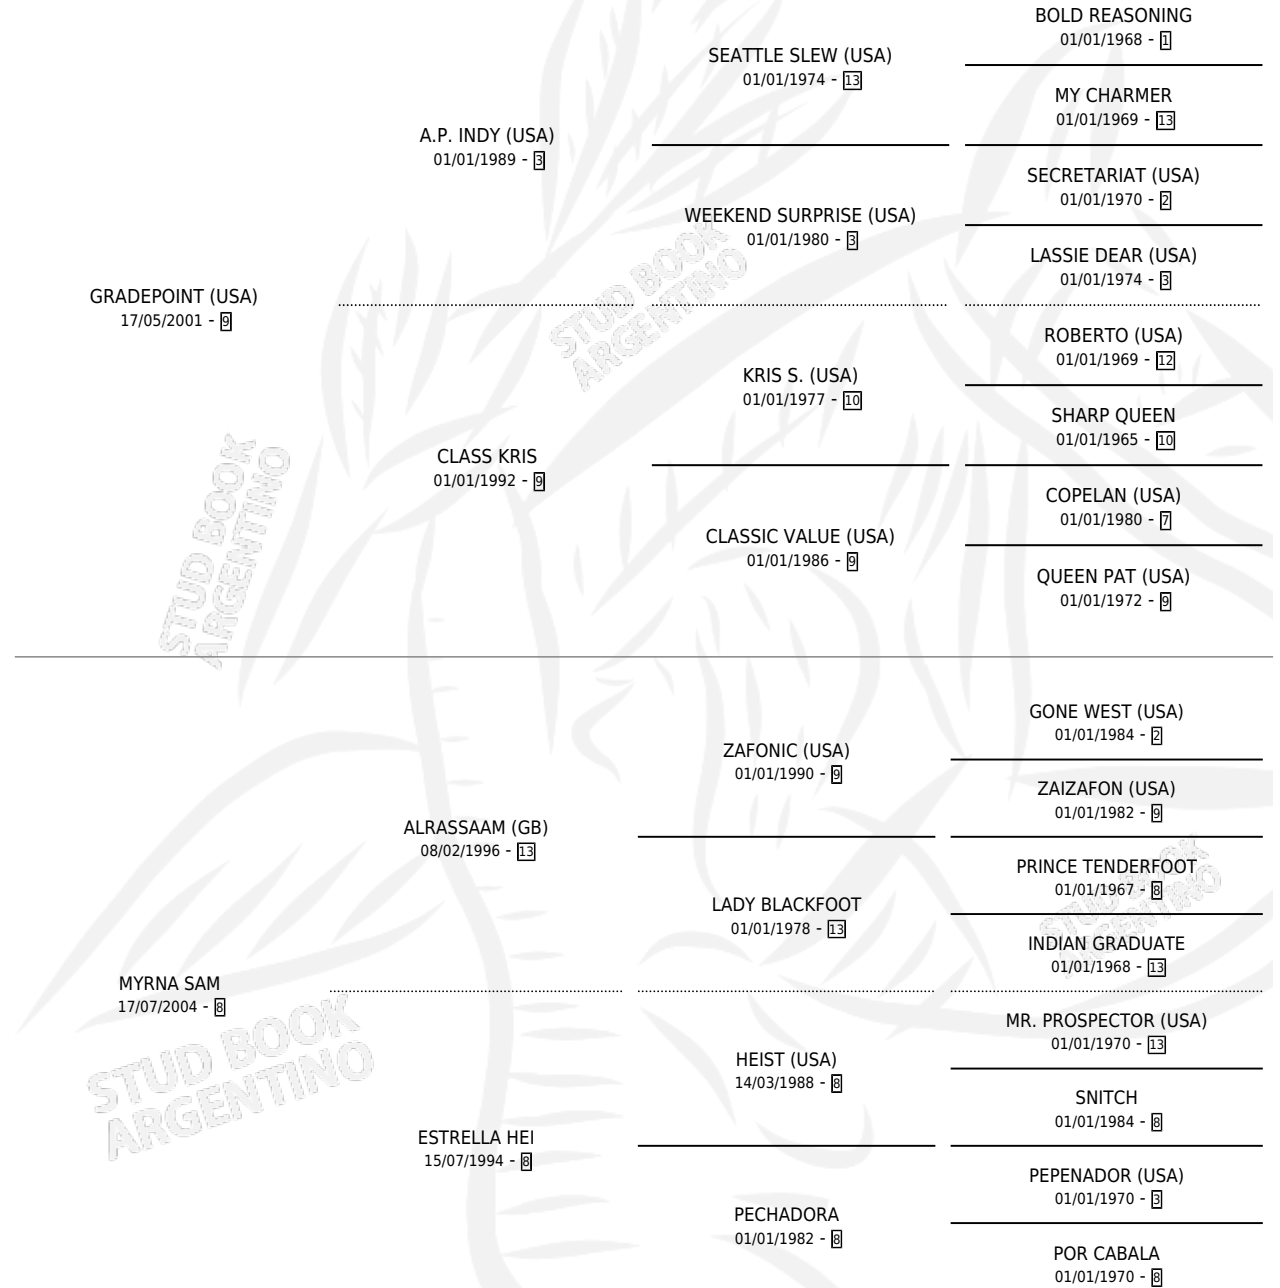 BOLD REASONING
01/01/1968 - 1
SEATTLE SLEW (USA)
01/01/1974 - 13
MY CHARMER
01/01/1969 - 13
A.P. INDY (USA)
01/01/1989 - 3
SECRETARIAT (USA)
01/01/1970 - 2
WEEKEND SURPRISE (USA)
01/01/1980 - 3
LASSIE DEAR (USA)
01/01/1974 - 3
GRADEPOINT (USA)
17/05/2001 - 9
ROBERTO (USA)
01/01/1969 - 12
KRIS S. (USA)
01/01/1977 - 10
SHARP QUEEN
01/01/1965 - 10
CLASS KRIS
01/01/1992 - 9
COPELAN (USA)
01/01/1980 - 7
CLASSIC VALUE (USA)
01/01/1986 - 9
QUEEN PAT (USA)
01/01/1972 - 9
GONE WEST (USA)
01/01/1984 - 2
ZAFONIC (USA)
01/01/1990 - 9
ZAIZAFON (USA)
01/01/1982 - 9
ALRASSAAM (GB)
08/02/1996 - 13
PRINCE TENDERFOOT
01/01/1967 - 8
LADY BLACKFOOT
01/01/1978 - 13
INDIAN GRADUATE
01/01/1968 - 13
MYRNA SAM
17/07/2004 - 8
MR. PROSPECTOR (USA)
01/01/1970 - 13
HEIST (USA)
14/03/1988 - 8
SNITCH
01/01/1984 - 8
ESTRELLA HEI
15/07/1994 - 8
PEPENADOR (USA)
01/01/1970 - 3
PECHADORA
01/01/1982 - 8
POR CABALA
01/01/1970 - 8
STUD BOOK
ARGENTINO
STUD BOOK
ARGENTINO
STUD BOOK
ARGENTINO
STUD BOOK
ARGENTINO